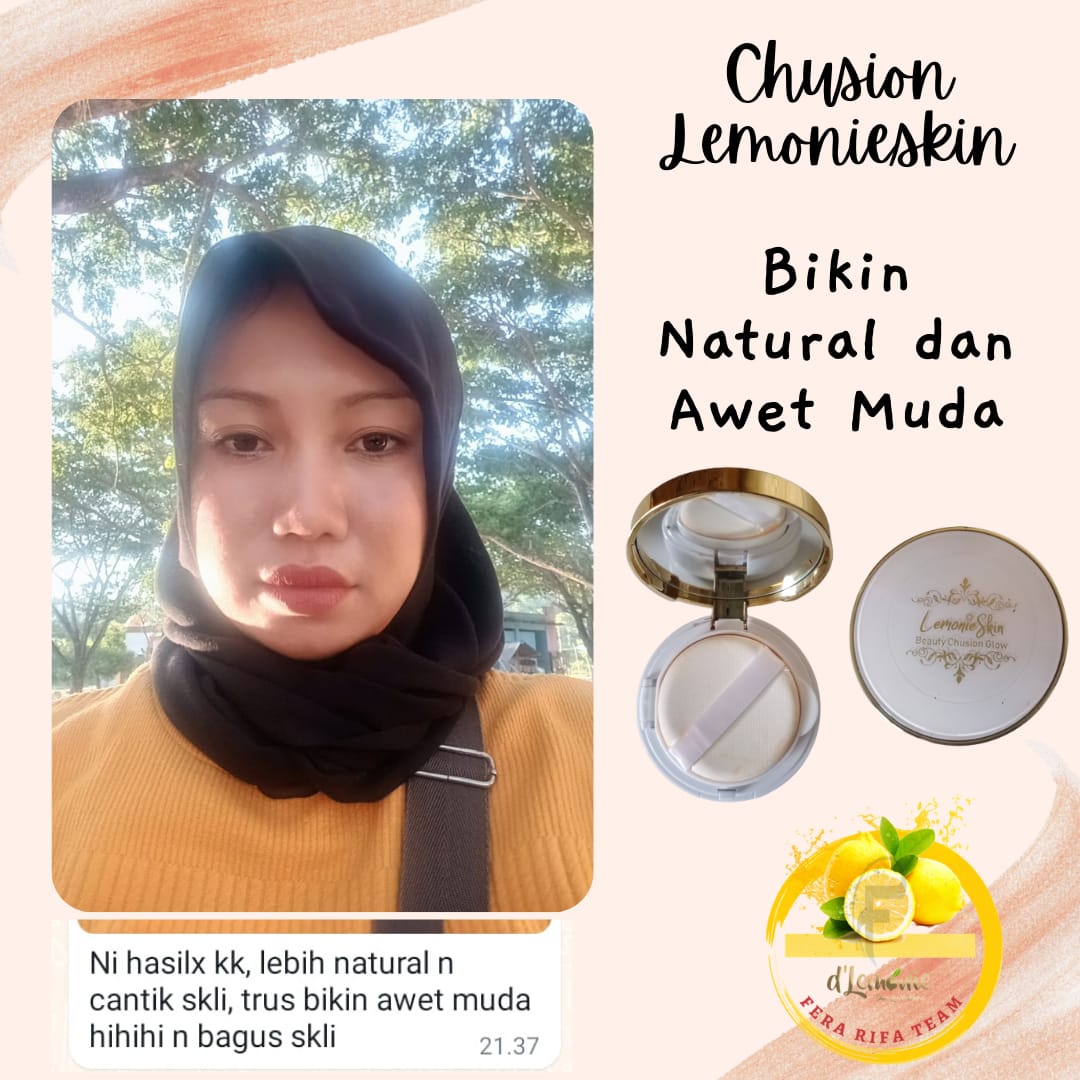 Chusion
Lemonieskin
Bikin
Natural dan
Awet Muda
LemonieSkin
Beauty Chusion Glow
Ni hasilx kk, lebih natural n
cantik skli, trus bikin awet muda
hihihi n bagus skli
21.37
d'Lemonie
FERA RIFA TEAM